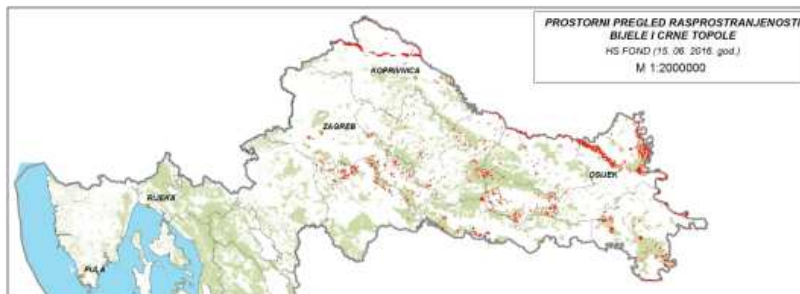 PROSTORNI PREGLED RASPROSTRANJENOSTI
BIJELE I CRNE TOPOLE
HS FOND (15. 06. 2016. god.)
M 1:2000000
KOPRIVNICA
ZAGREB
OSIJEK
RIJEKA
PULA